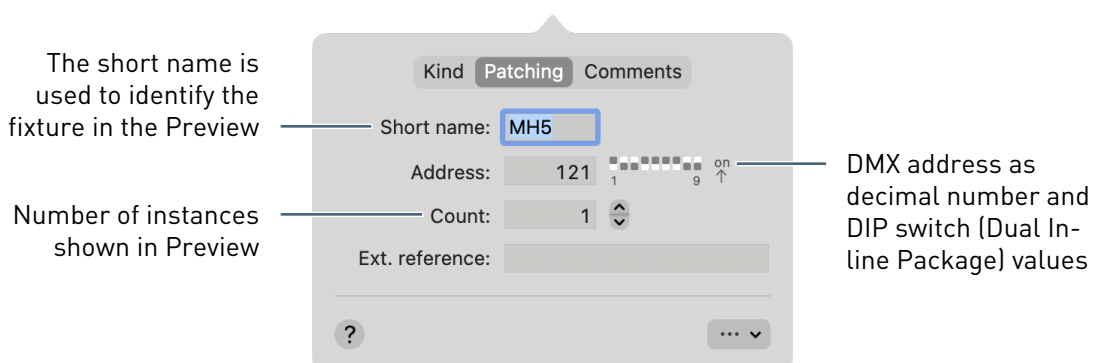 Kind Patching Comments
The short name is
used to identify the
fixture in the Preview
Short name: MH5
Address: 121 1 9 on ↑
DMX address as
decimal number and
DIP switch (Dual In-
line Package) values
Number of instances
shown in Preview
Count: 1
Ext. reference:
? ···